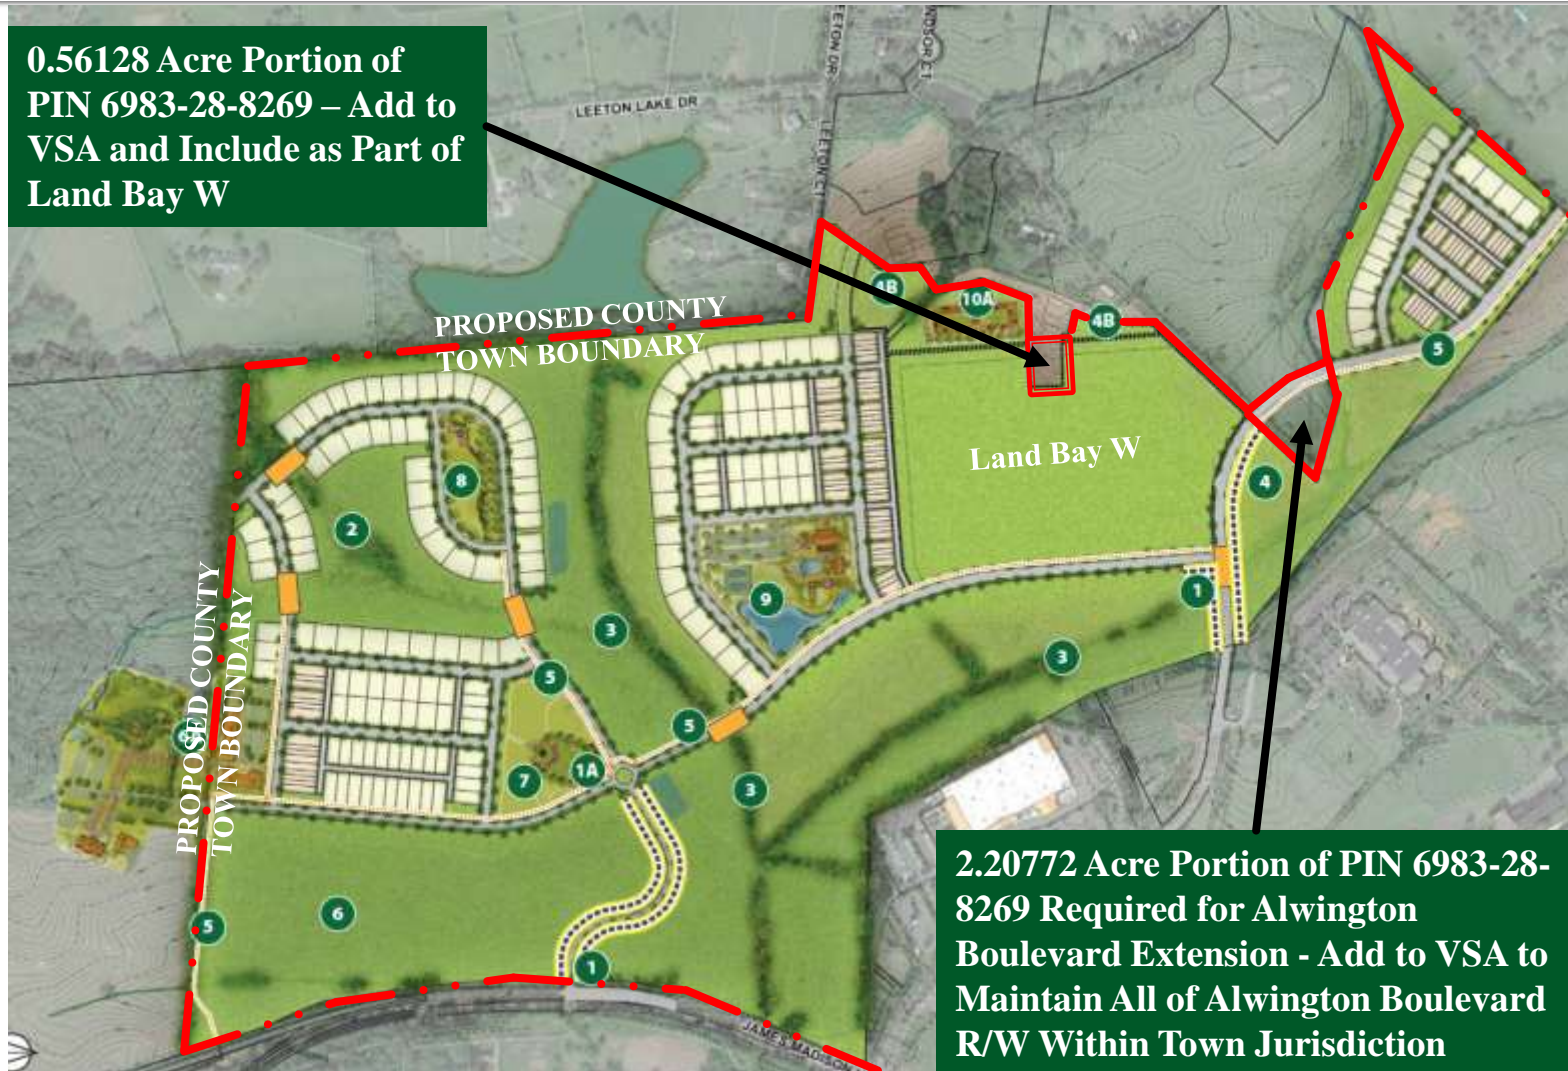 0.56128 Acre Portion of
PIN 6983-28-8269 – Add to
VSA and Include as Part of
Land Bay W
LEETON LAKE DR
LEETON CT
PROPOSED COUNTY
TOWN BOUNDARY
4B
10A
4B
5
Land Bay W
4
8
2
9
1
3
3
5
5
PROPOSED COUNTY
TOWN BOUNDARY
7
1A
3
6
5
1
JAMES MADISON
2.20772 Acre Portion of PIN 6983-28-
8269 Required for Alwington
Boulevard Extension - Add to VSA to
Maintain All of Alwington Boulevard
R/W Within Town Jurisdiction